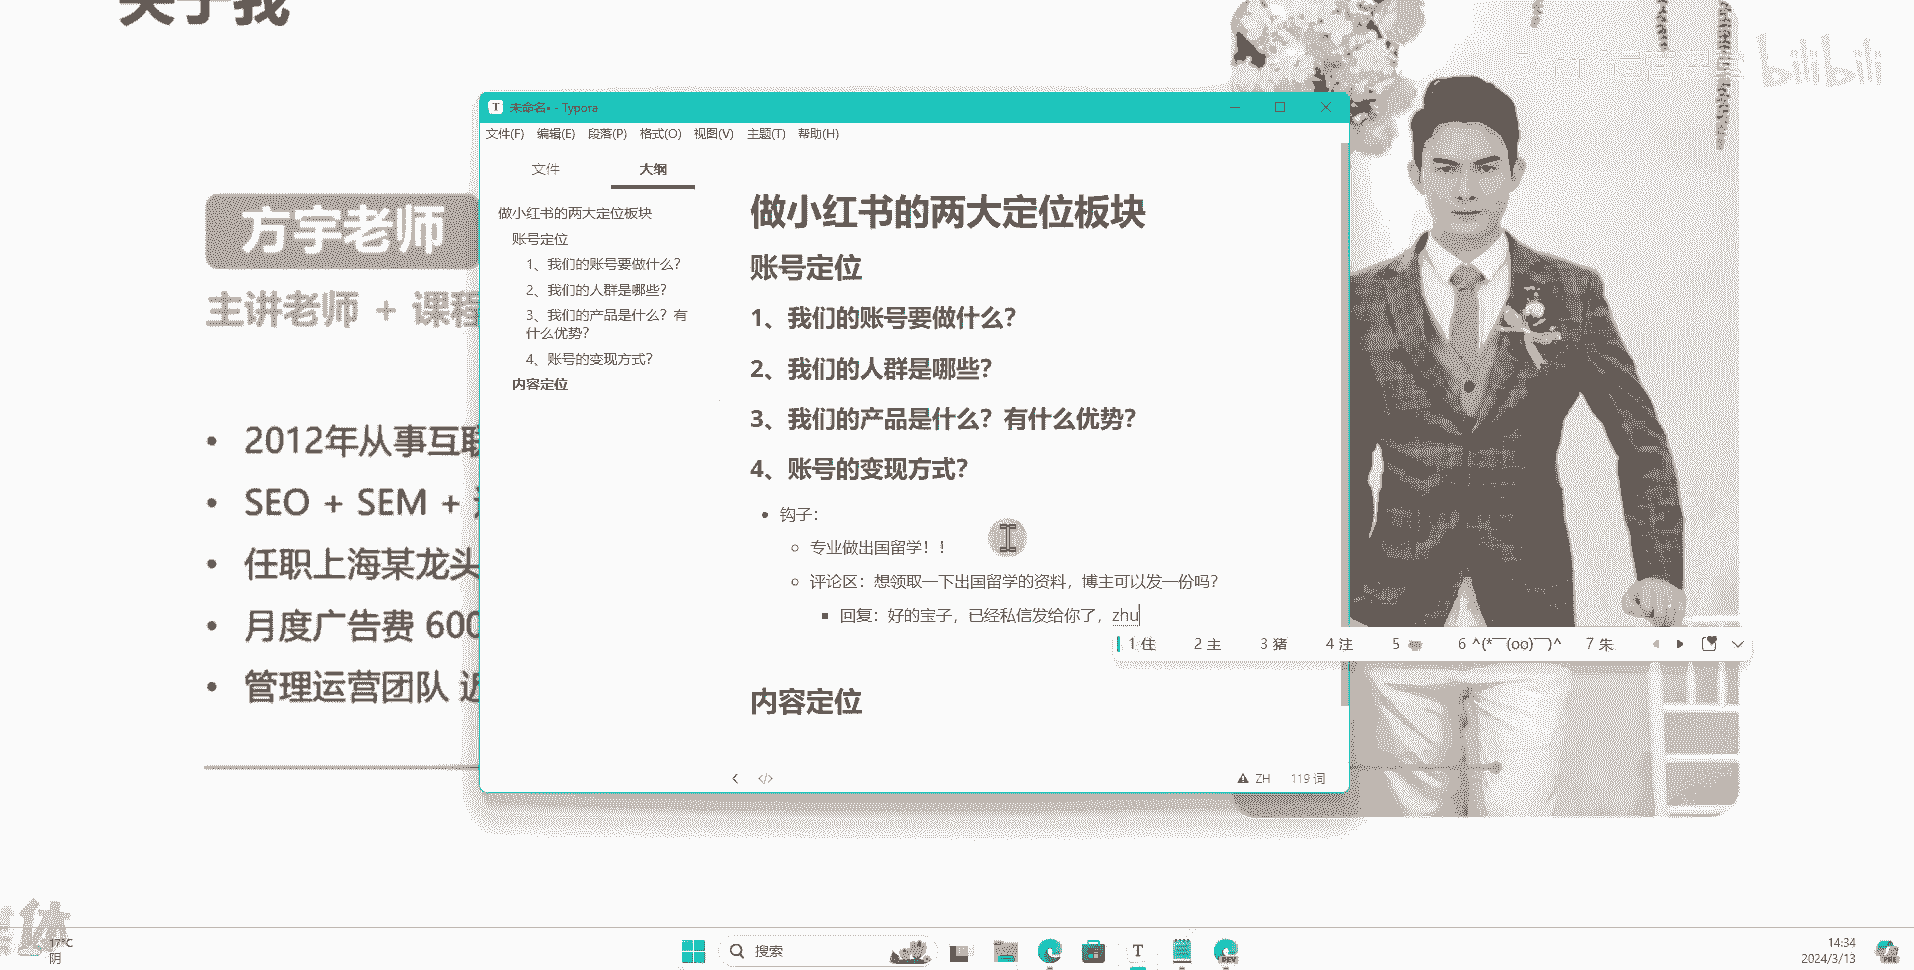 关于我
bilibili
未命名• - Typora
文件(F) 编辑(E) 段落(P) 格式(O) 视图(V) 主题(T) 帮助(H)
文件 大纲
做小红书的两大定位板块
账号定位
1、我们的账号要做什么？
2、我们的人群是哪些？
3、我们的产品是什么？有
什么优势？
4、账号的变现方式？
内容定位
做小红书的两大定位板块
账号定位
1、我们的账号要做什么？
2、我们的人群是哪些？
3、我们的产品是什么？有什么优势？
4、账号的变现方式？
钩子：
专业做出国留学！！
评论区：想领取一下出国留学的资料，博主可以发一份吗？
回复：好的宝子，已经私信发给你了，zhu
1 住 2 主 3 猪 4 注 5 6 ^(*￣(oo)￣)^ 7 朱
内容定位
ZH 119 词
方宇老师
主讲老师 + 课程
• 2012年从事互联
• SEO + SEM +
• 任职上海某龙头
• 月度广告费 600
• 管理运营团队 近
17°C
阴
搜索
14:34
2024/3/13